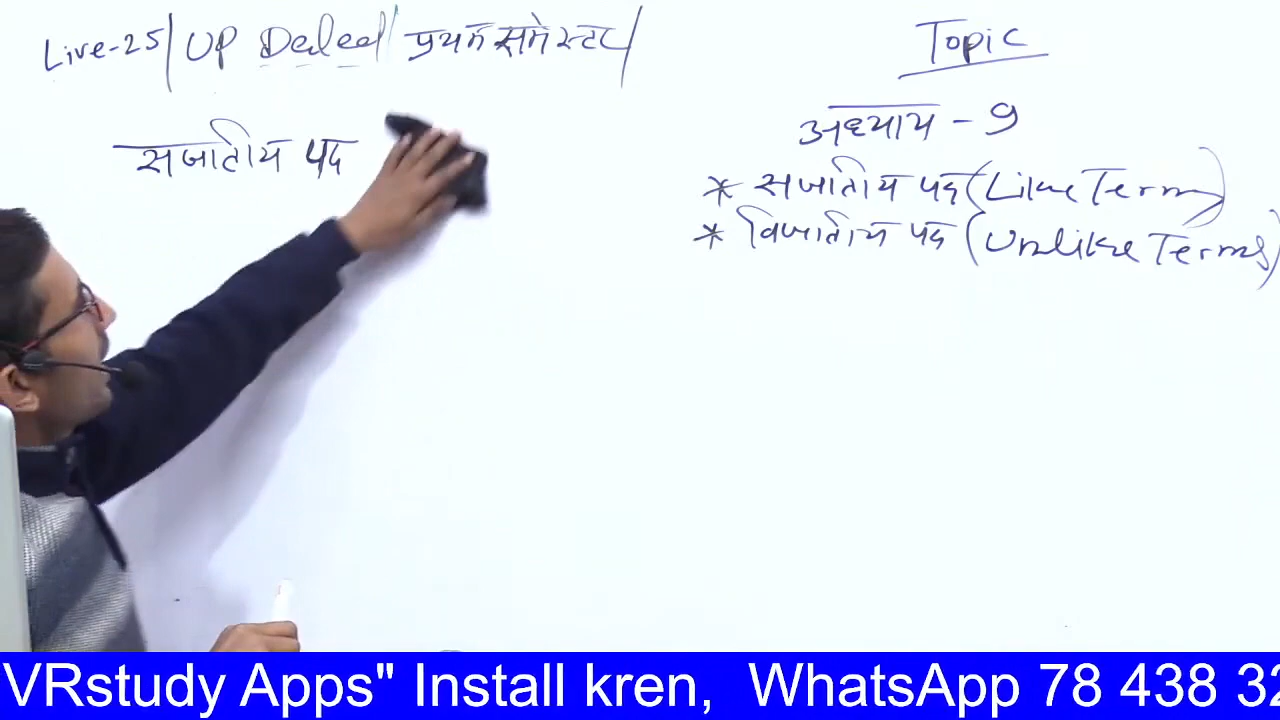 Live-25/ UP Deled/ प्रथम समेस्टर/
सजातीय पद
Topic
अध्याय - 9
* सजातीय पद (Like Terms)
* विजातीय पद (Unlike Terms)
VRstudy Apps" Install kren, WhatsApp 78 438 32